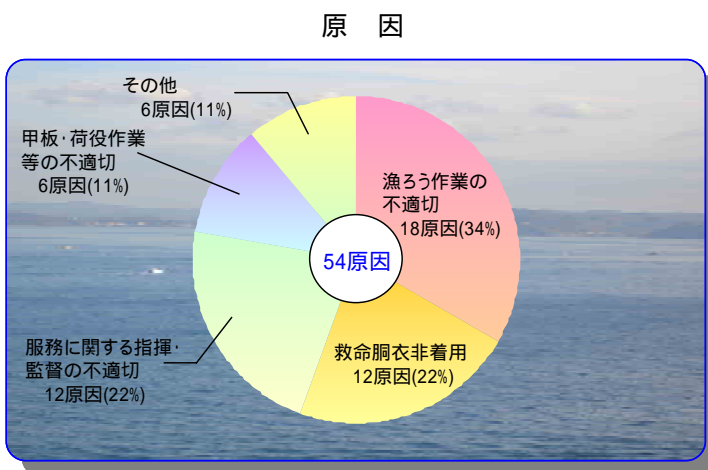 原 因
その他
6原因(11%)
甲板・荷役作業
等の不適切
6原因(11%)
漁ろう作業の
不適切
18原因(34%)
54原因
服務に関する指揮・
監督の不適切
12原因(22%)
救命胴衣非着用
12原因(22%)